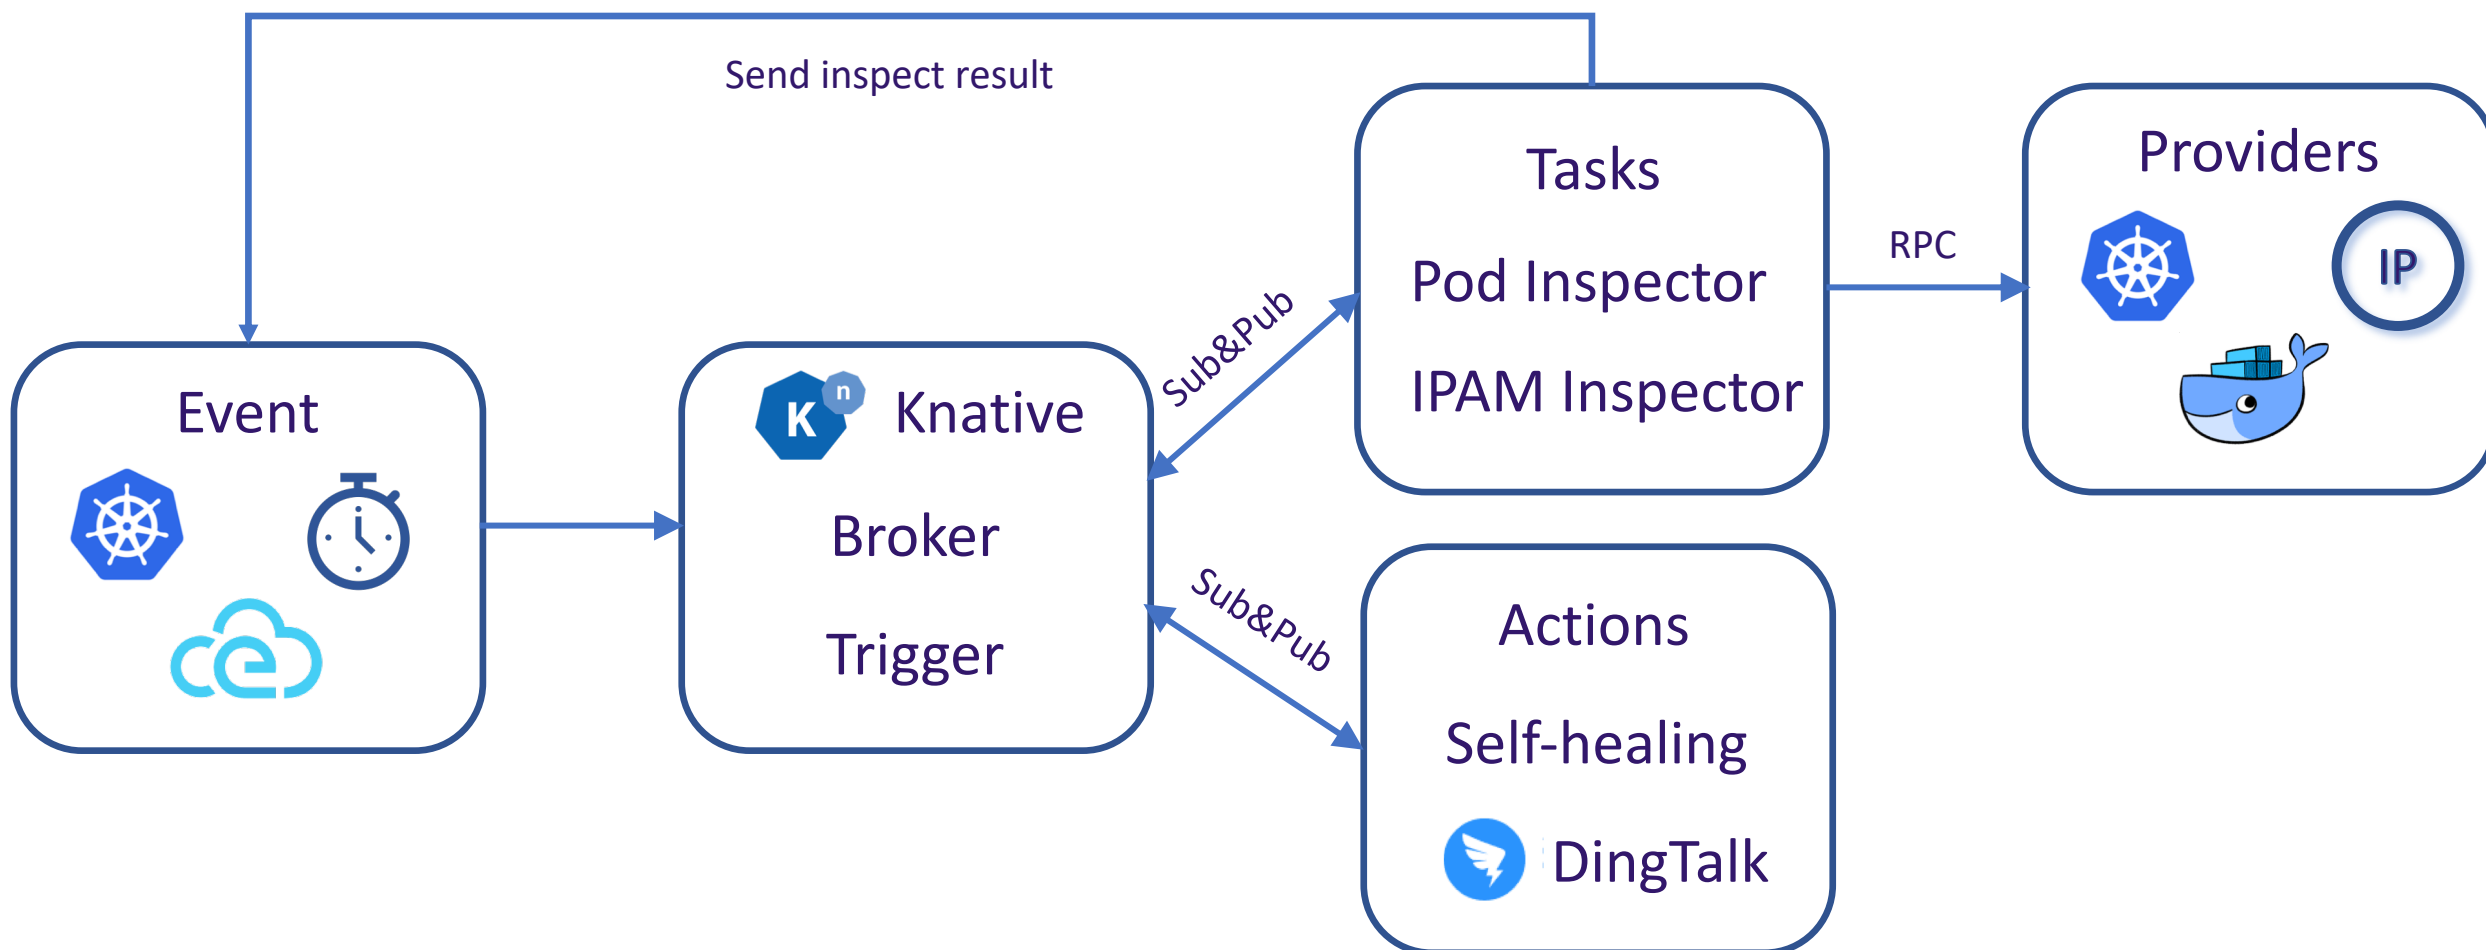 Send inspect result
Event
K n Knative
Broker
Trigger
Sub&Pub
Sub&Pub
Tasks
Pod Inspector
IPAM Inspector
RPC
Providers
IP
Actions
Self-healing
DingTalk